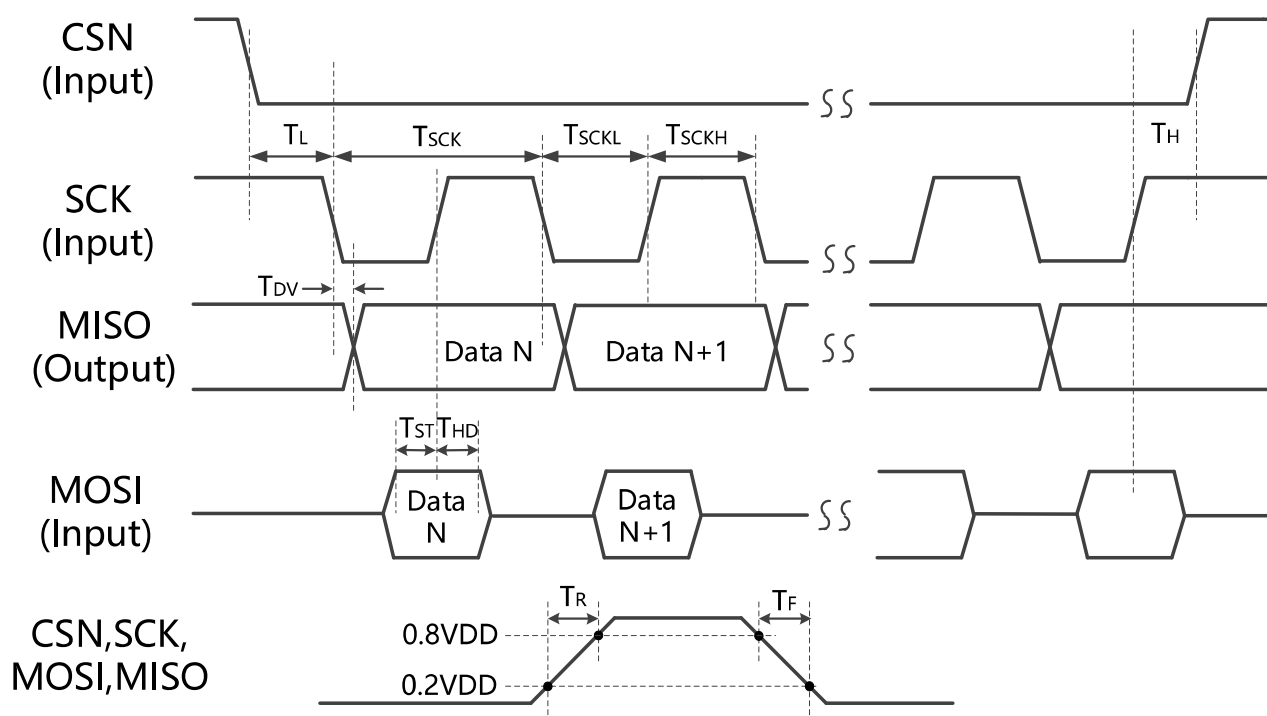 CSN
(Input)
TL
TSCK
TSCKL
TSCKH
TH
SCK
(Input)
TDV
MISO
(Output)
Data N
Data N+1
TST
THD
MOSI
(Input)
Data
N
Data
N+1
TR
TF
CSN,SCK,
MOSI,MISO
0.8VDD
0.2VDD